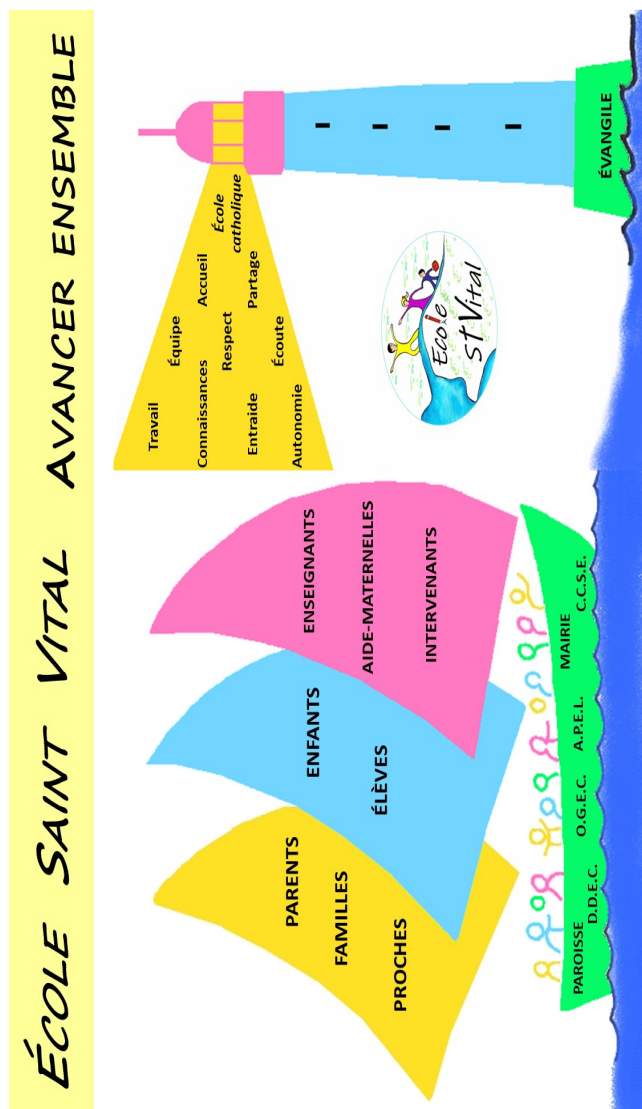 ÉCOLE SAINT VITAL AVANCER ENSEMBLE
PARENTS
FAMILLES
PROCHES
ENFANTS
ÉLÈVES
ENSEIGNANTS
AIDE-MATERNELLES
INTERVENANTS
PAROISSE
D.D.E.C.
O.G.E.C.
A.P.E.L.
MAIRIE
C.C.S.E.
École
catholique
Accueil
Partage
Équipe
Respect
Écoute
Travail
Connaissances
Entraide
Autonomie
Ecole
st Vital
ÉVANGILE